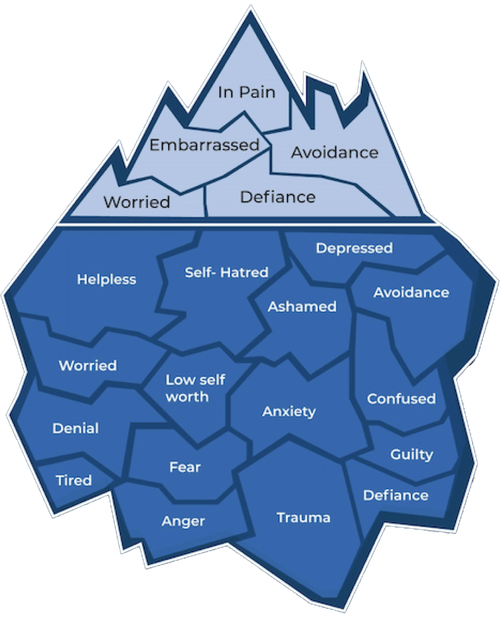 In Pain
Embarrassed
Avoidance
Worried
Defiance
Depressed
Helpless
Self- Hatred
Ashamed
Avoidance
Worried
Low self
worth
Anxiety
Confused
Denial
Fear
Guilty
Tired
Anger
Trauma
Defiance